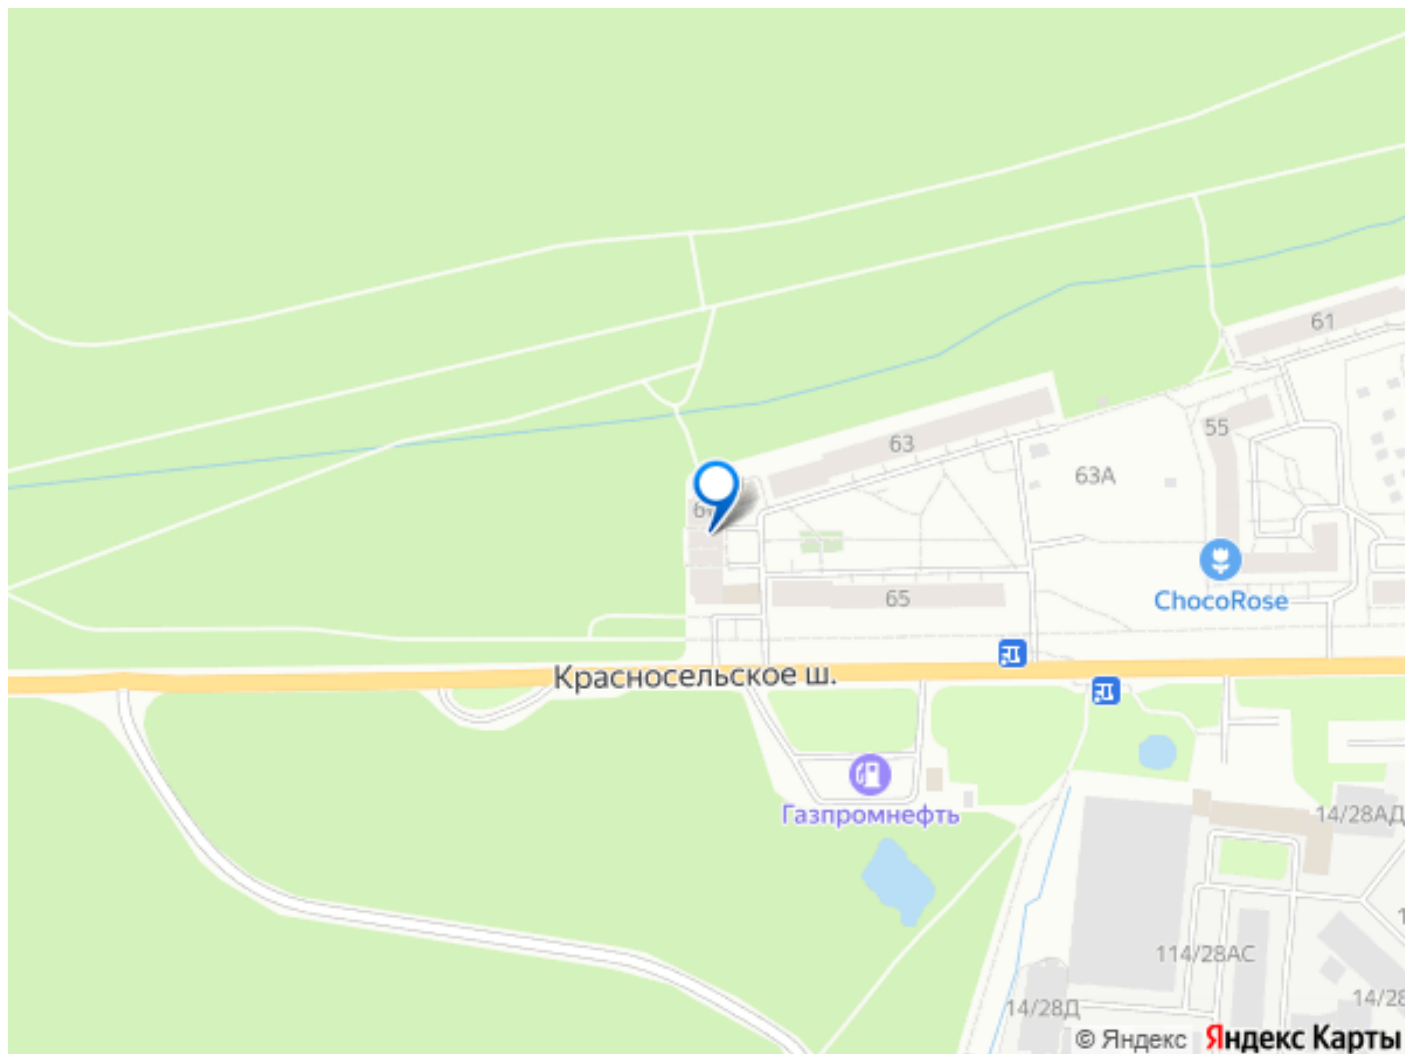 61
55
63
63А
65
ChocoRose
Красносельское ш.
Газпромнефть
14/28АД
114/28АС
14/28
14/28Д
© Яндекс Яндекс Карты